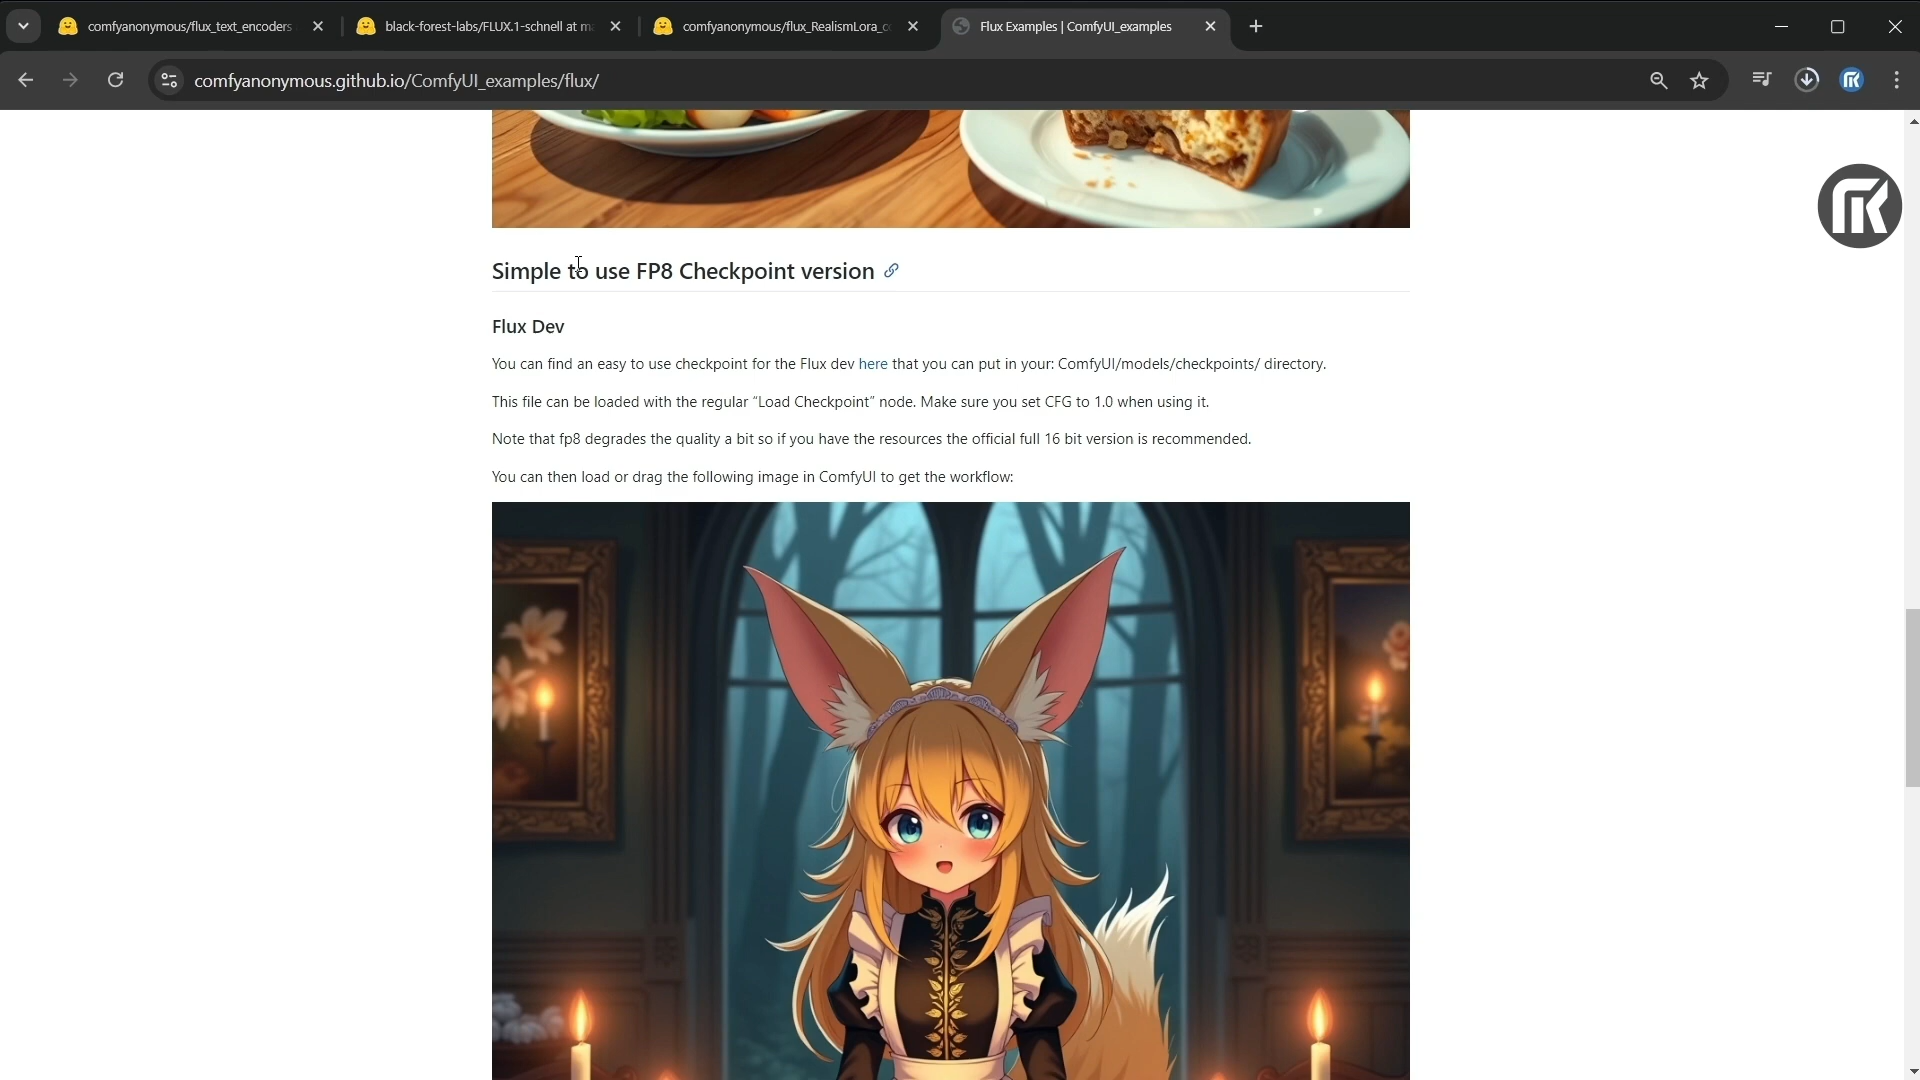 comfyanonymous/flux_text_encoders
black-forest-labs/FLUX.1-schnell at ma
comfyanonymous/flux_RealismLora_co
Flux Examples | ComfyUI_examples
comfyanonymous.github.io/ComfyUI_examples/flux/
Simple to use FP8 Checkpoint version
Flux Dev
You can find an easy to use checkpoint for the Flux dev here that you can put in your: ComfyUI/models/checkpoints/ directory.
This file can be loaded with the regular “Load Checkpoint” node. Make sure you set CFG to 1.0 when using it.
Note that fp8 degrades the quality a bit so if you have the resources the official full 16 bit version is recommended.
You can then load or drag the following image in ComfyUI to get the workflow: